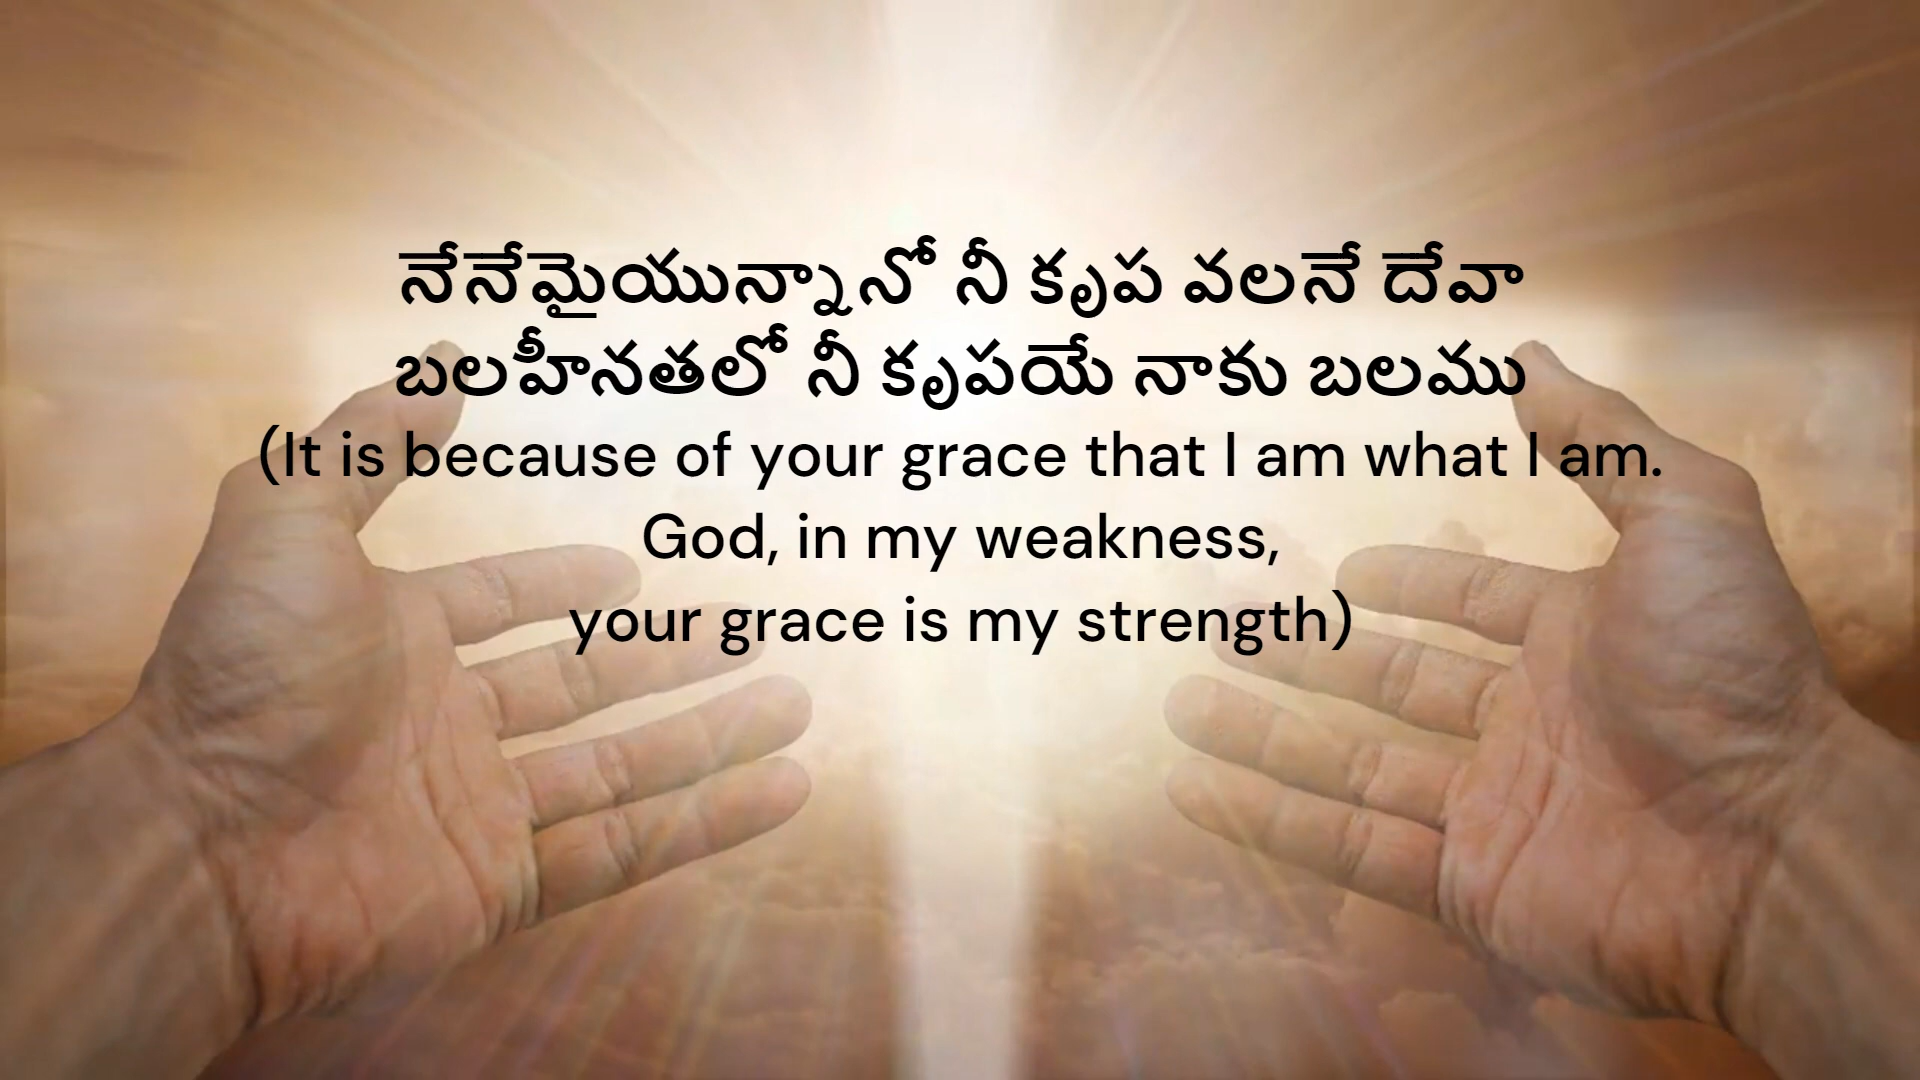 నేనేమైయున్నానో నీ కృప వలనే దేవా
బలహీనతలో నీ కృపయే నాకు బలము
(It is because of your grace that I am what I am.
God, in my weakness,
your grace is my strength)